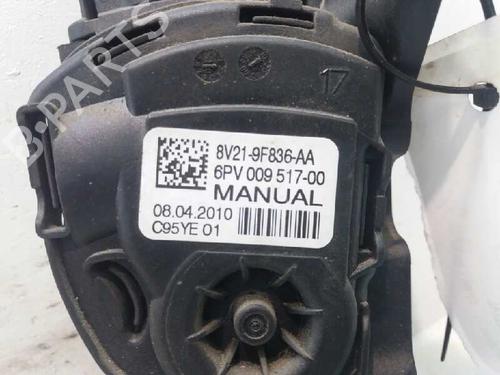 B-PARTS
17
8V21-9F836-AA
6PV 009 517-00
MANUAL
08.04.2010
C95YE 01